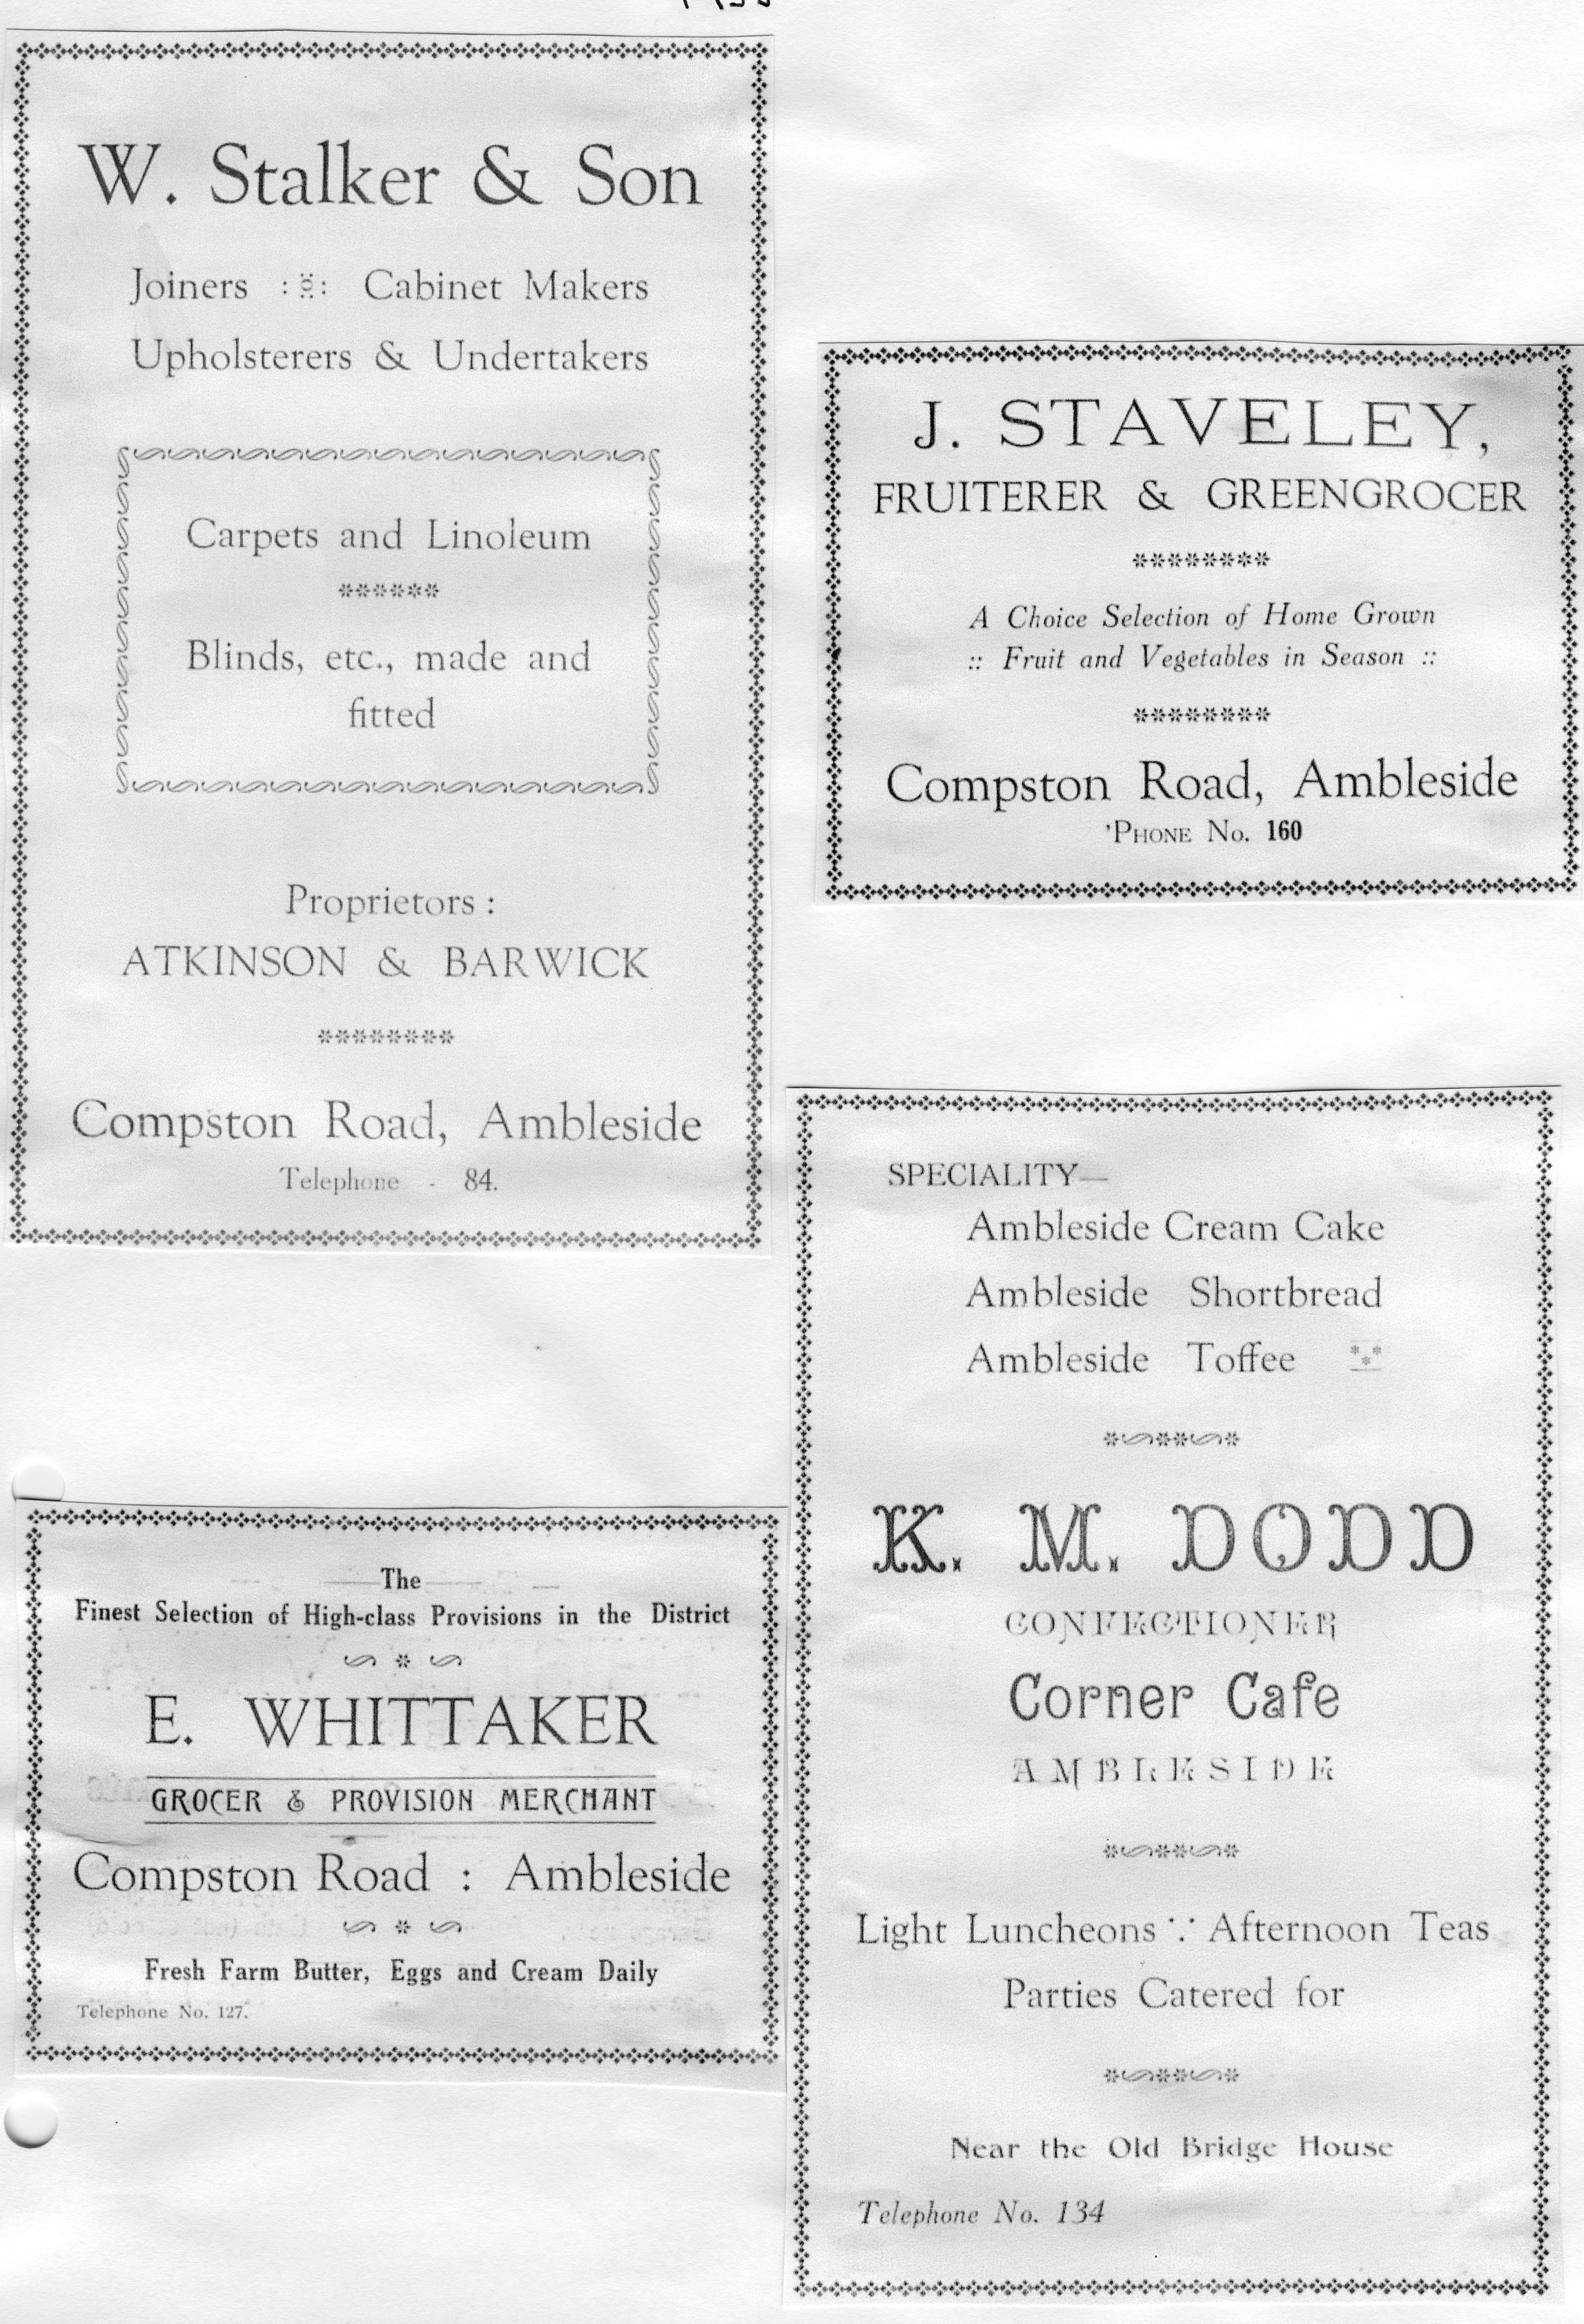 W. Stalker & Son
Joiners Cabinet Makers
Upholsterers & Undertakers
Carpets and Linoleum
Blinds, etc., made and
fitted
Proprietors :
ATKINSON & BARWICK
Compston Road, Ambleside
Telephone - 84.
J. STAVELEY,
FRUITERER & GREENGROCER
A Choice Selection of Home Grown
:: Fruit and Vegetables in Season ::
Compston Road, Ambleside
'PHONE No. 160
The
Finest Selection of High-class Provisions in the District
E. WHITTAKER
GROCER & PROVISION MERCHANT
Compston Road : Ambleside
Fresh Farm Butter, Eggs and Cream Daily
Telephone No. 127.
SPECIALITY—
Ambleside Cream Cake
Ambleside Shortbread
Ambleside Toffee
K. M. DODD
CONFECTIONER
Corner Cafe
AMBLESIDE
Light Luncheons Afternoon Teas
Parties Catered for
Near the Old Bridge House
Telephone No. 134